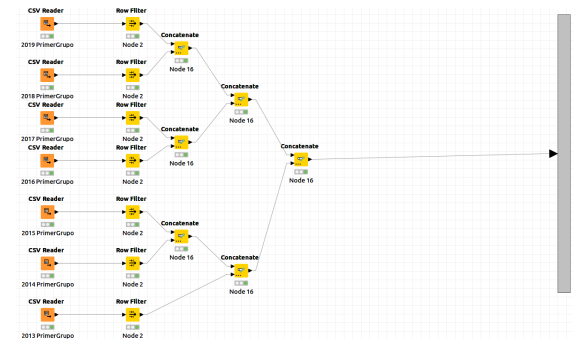 CSV Reader Row Filter
2019 PrimerGrupo Node 2
Concatenate
Node 16
CSV Reader Row Filter
2018 PrimerGrupo Node 2
Concatenate
Node 16
CSV Reader Row Filter
2017 PrimerGrupo Node 2
Concatenate
Node 16
CSV Reader Row Filter
2016 PrimerGrupo Node 2
Concatenate
Node 16
CSV Reader Row Filter
2015 PrimerGrupo Node 2
Concatenate
Node 16
CSV Reader Row Filter
2014 PrimerGrupo Node 2
Concatenate
Node 16
CSV Reader Row Filter
2013 PrimerGrupo Node 2